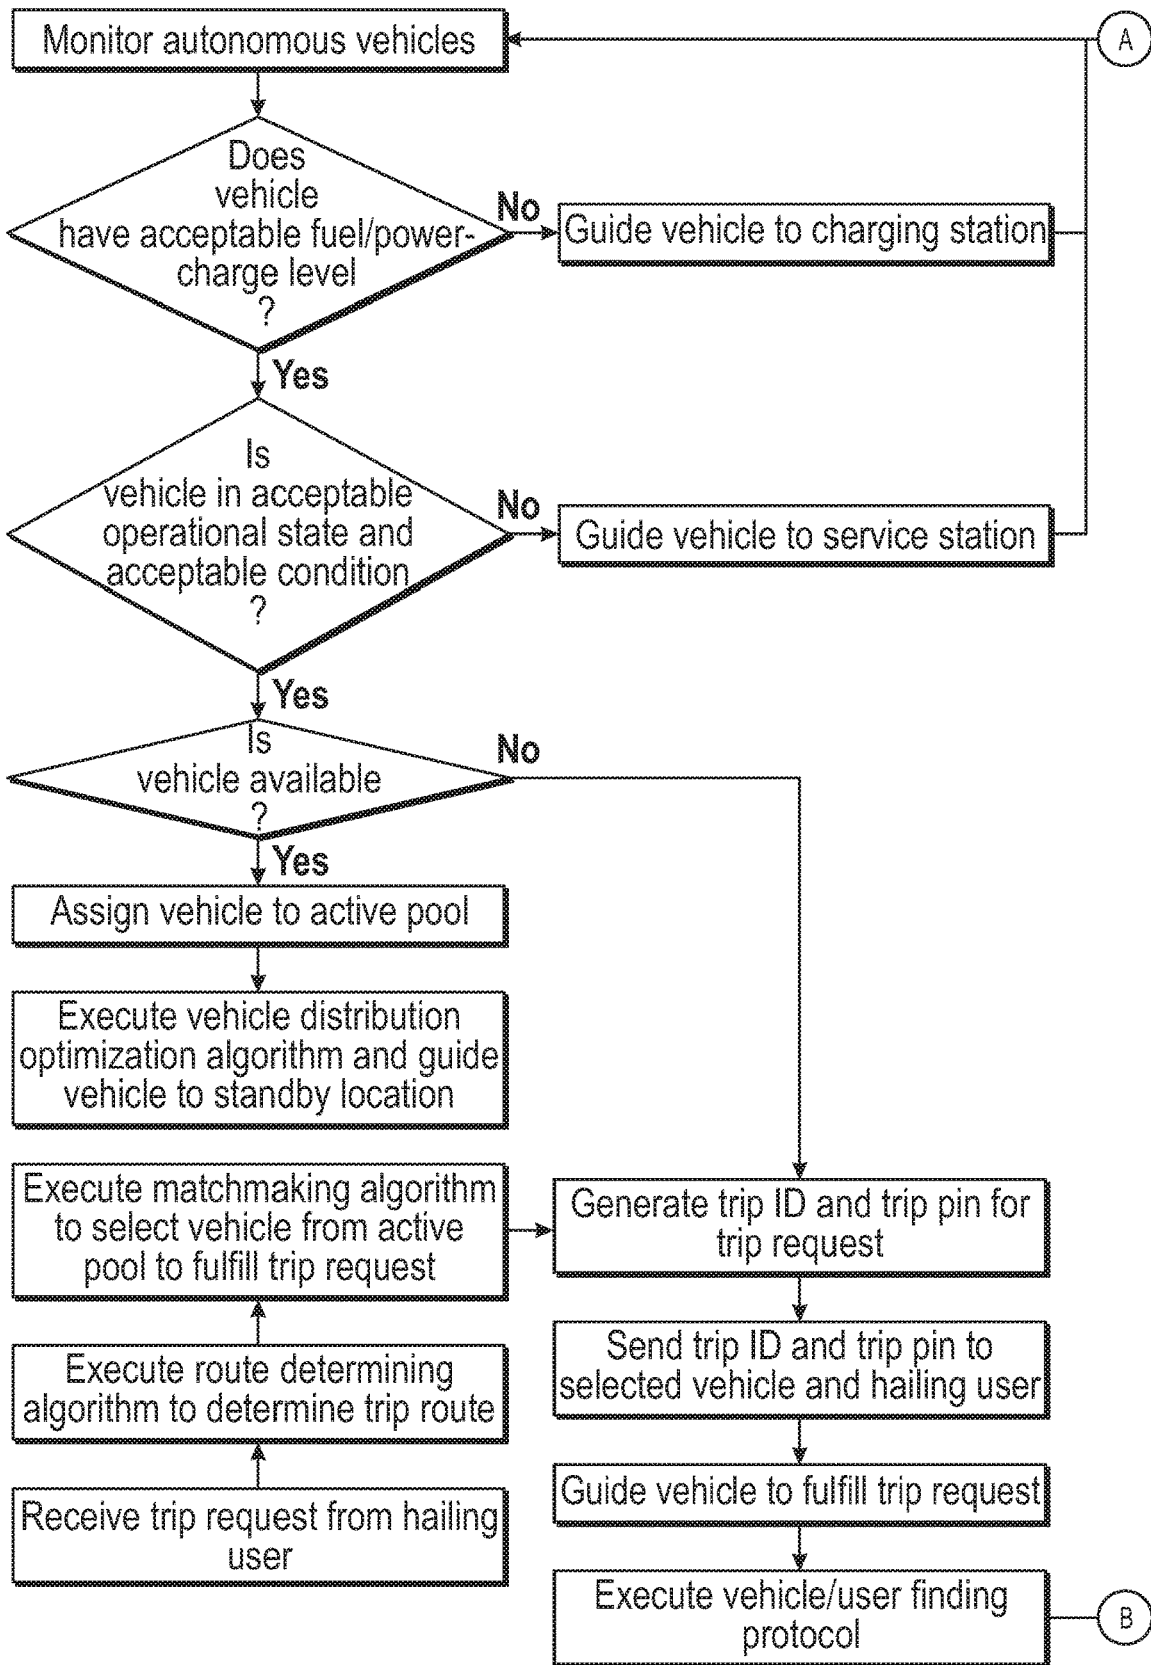 Monitor autonomous vehicles
A
Does
vehicle
have acceptable fuel/power-
charge level
?
No
Guide vehicle to charging station
Yes
Is
vehicle in acceptable
operational state and
acceptable condition
?
No
Guide vehicle to service station
Yes
Is
vehicle available
?
No
Yes
Assign vehicle to active pool
Execute vehicle distribution
optimization algorithm and guide
vehicle to standby location
Execute matchmaking algorithm
to select vehicle from active
pool to fulfill trip request
Generate trip ID and trip pin for
trip request
Execute route determining
algorithm to determine trip route
Send trip ID and trip pin to
selected vehicle and hailing user
Receive trip request from hailing
user
Guide vehicle to fulfill trip request
Execute vehicle/user finding
protocol
B